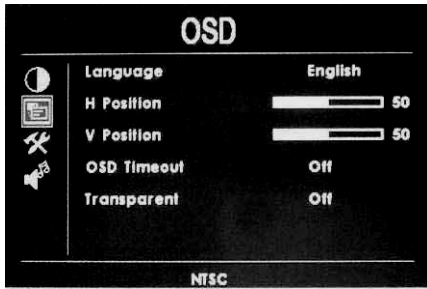 OSD
Language English
H Position 50
V Position 50
OSD Timeout Off
Transparent Off
NTSC